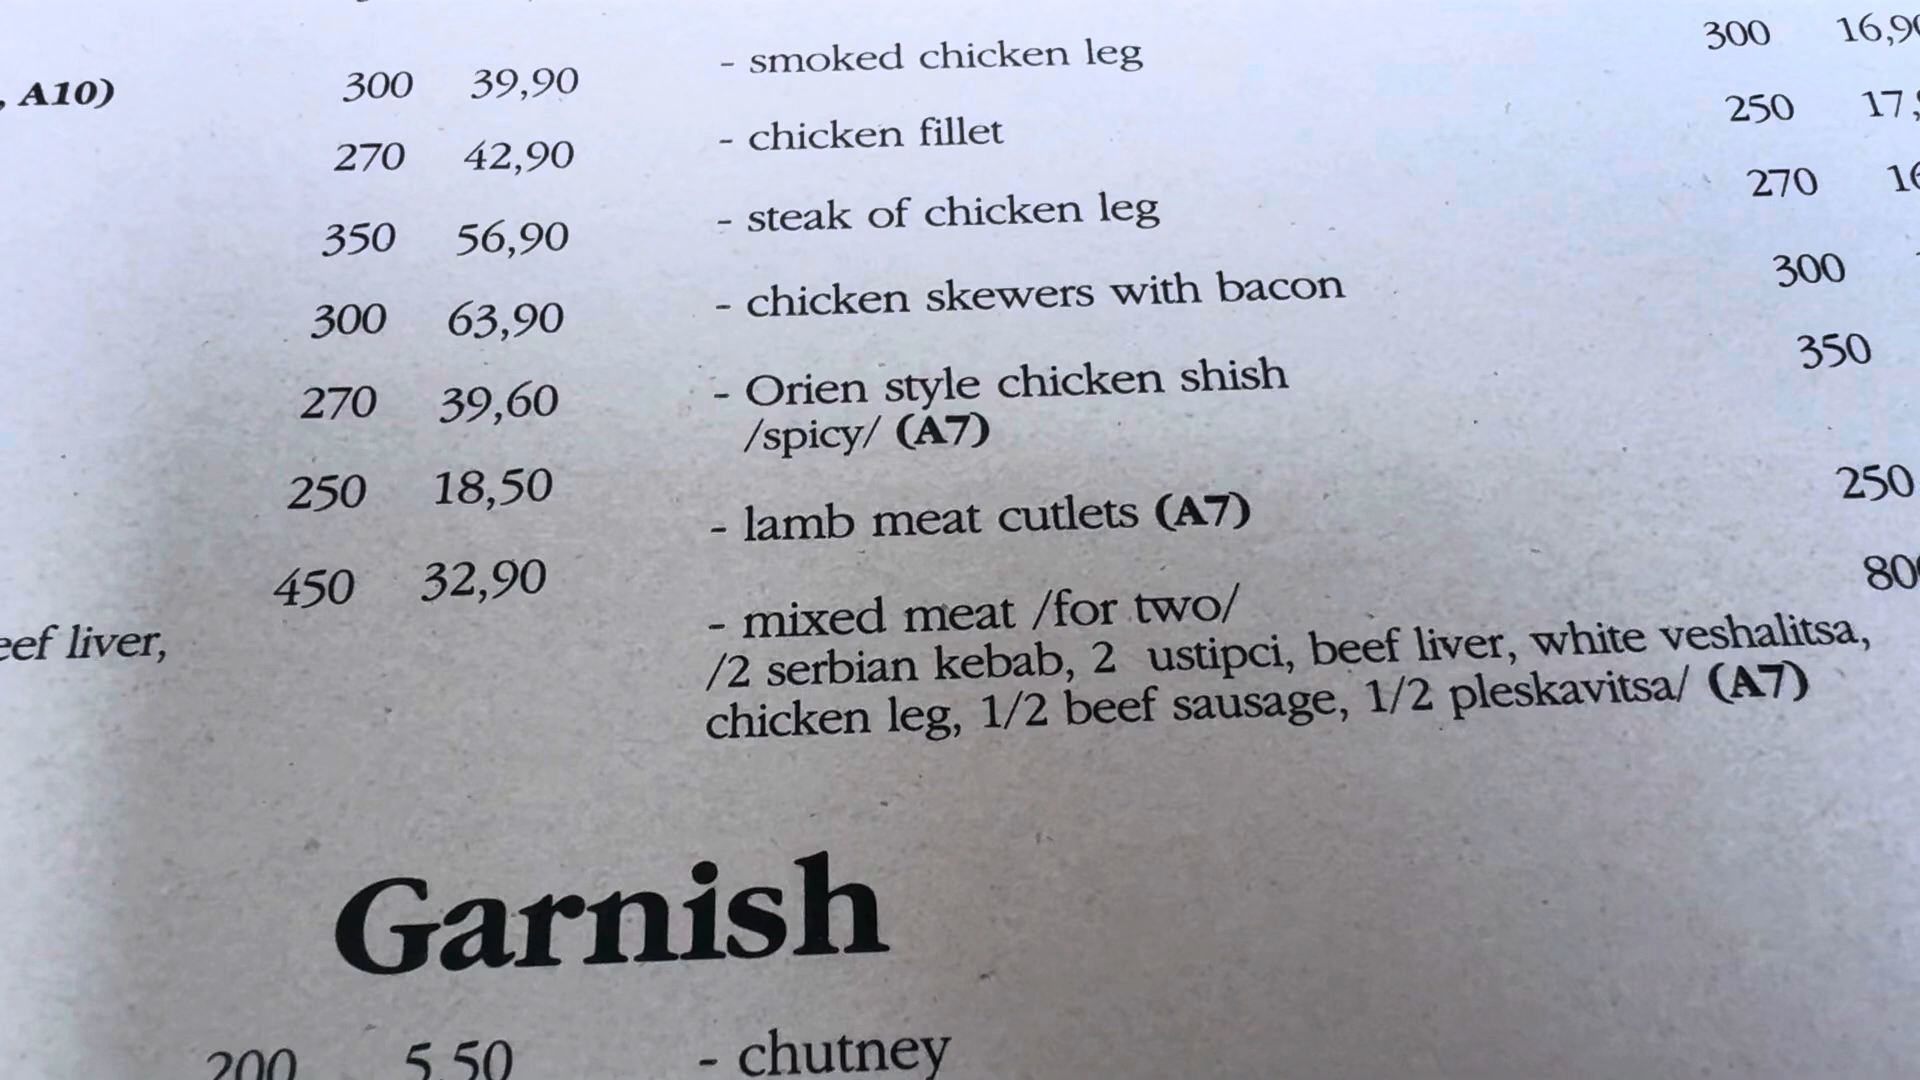 , A10)
300 39,90
270 42,90
350 56,90
300 63,90
270 39,60
250 18,50
450 32,90
liver,
- smoked chicken leg 300
- chicken fillet 250
- steak of chicken leg 270
- chicken skewers with bacon 300
- Orien style chicken shish 350
/spicy/ (A7)
- lamb meat cutlets (A7) 250
- mixed meat /for two/
/2 serbian kebab, 2 ustipci, beef liver, white veshalitsa,
chicken leg, 1/2 beef sausage, 1/2 pleskavitsa/ (A7)
Garnish
200 5,50
- chutney